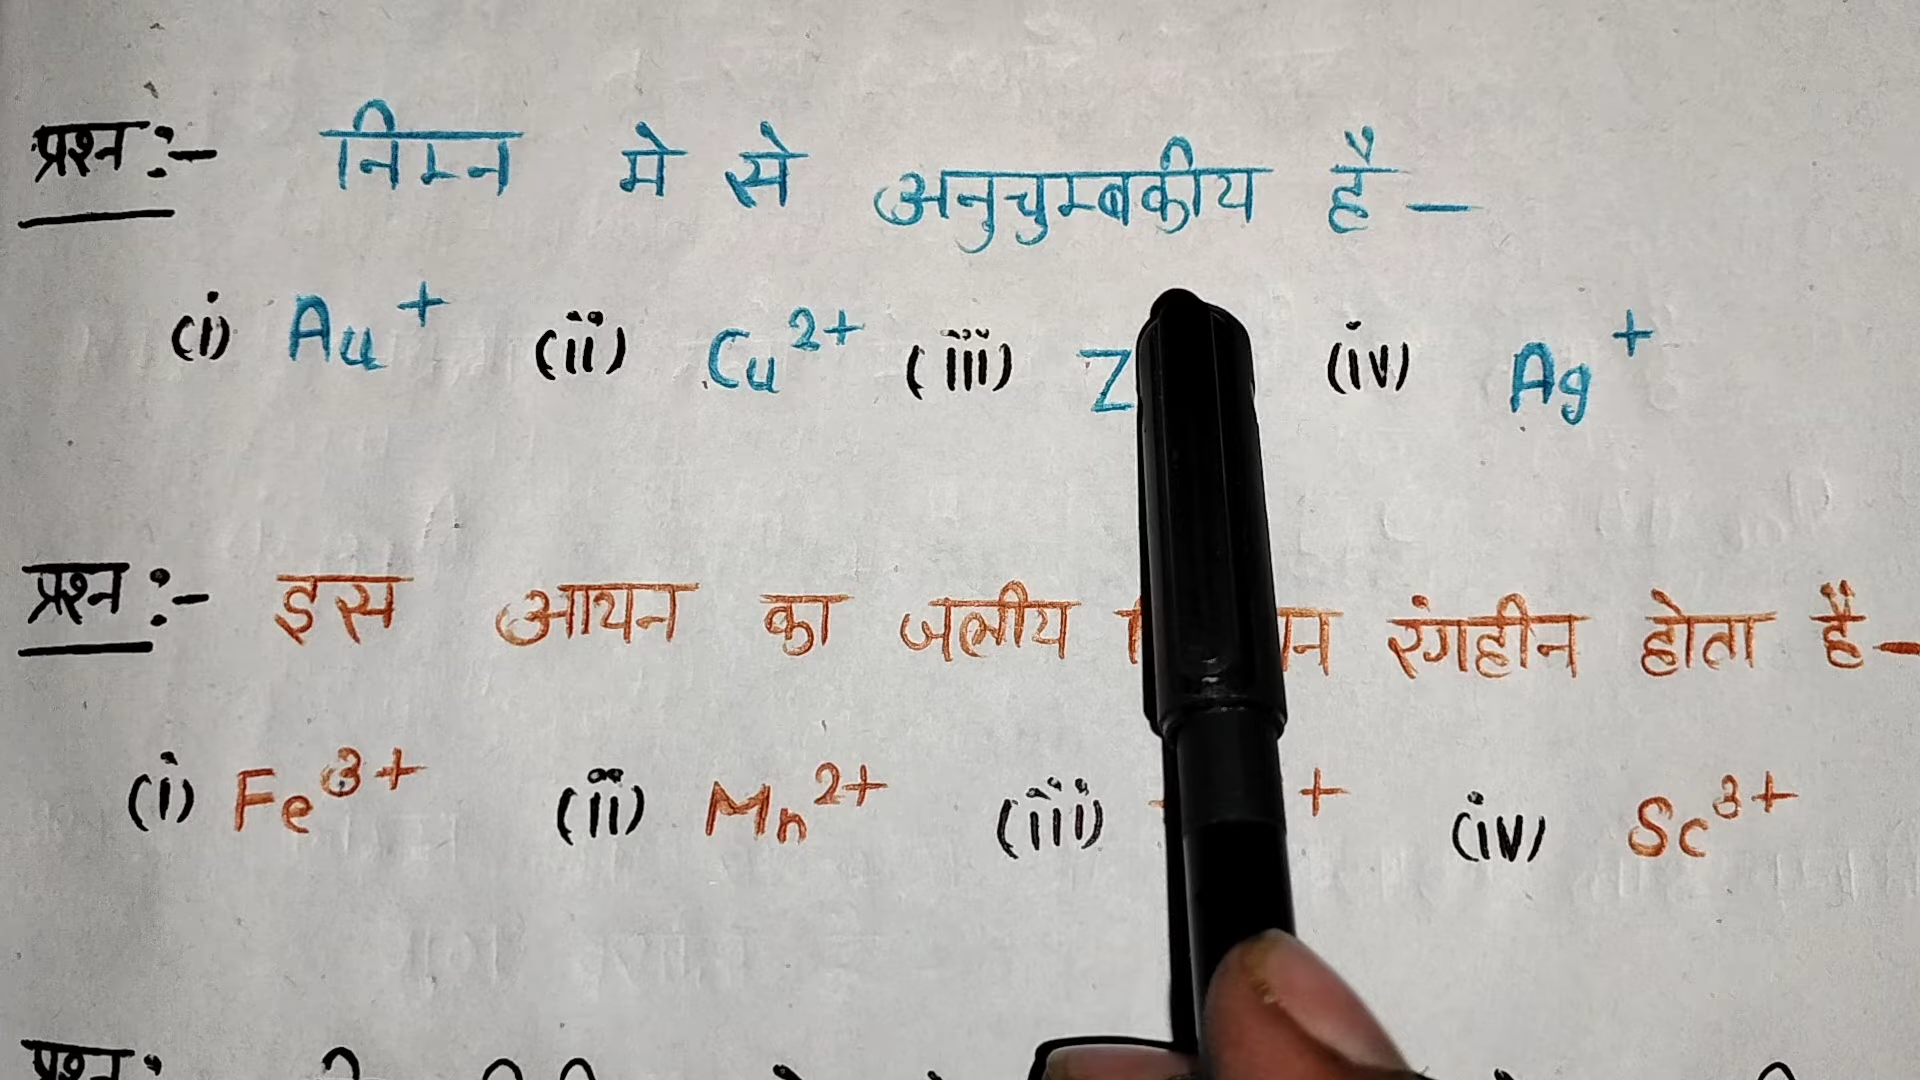 प्रश्न :- निम्न मे से अनुचुम्बकीय है -
(i) Au+ (ii) Cu2+ (iii) Z (iv) Ag+
प्रश्न :- इस आयन का जलीय रंगहीन होता है -
(i) Fe3+ (ii) Mn2+ (iii) + (iv) Sc3+
प्रश्न :